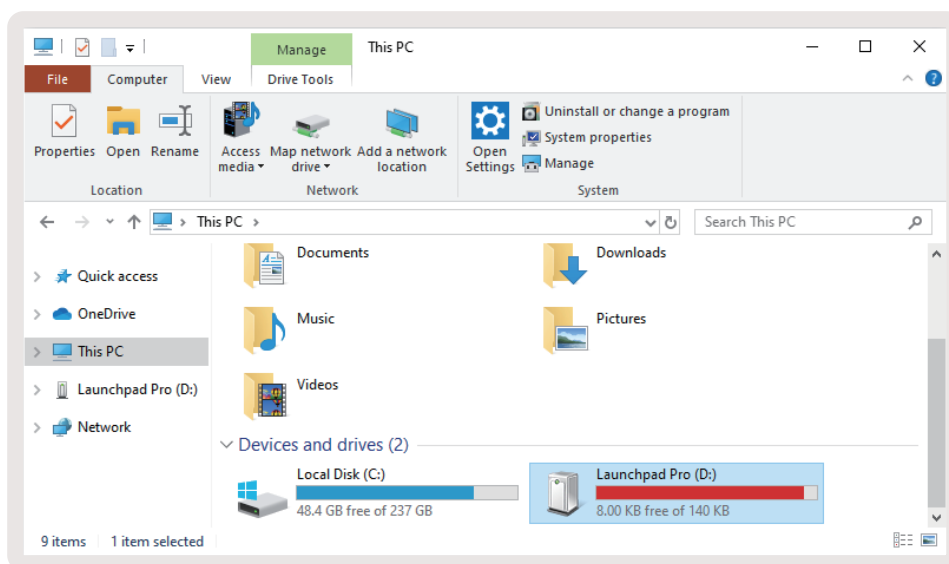 Manage This PC
File Computer View Drive Tools
Properties Open Rename Access media Map network drive Add a network location Open Settings Uninstall or change a program
System properties
Manage
Location Network System
This PC Search This PC
Quick access
OneDrive
This PC
Launchpad Pro (D:)
Network
Documents Downloads
Music Pictures
Videos
Devices and drives (2)
Local Disk (C:) Launchpad Pro (D:)
48.4 GB free of 237 GB 8.00 KB free of 140 KB
9 items 1 item selected